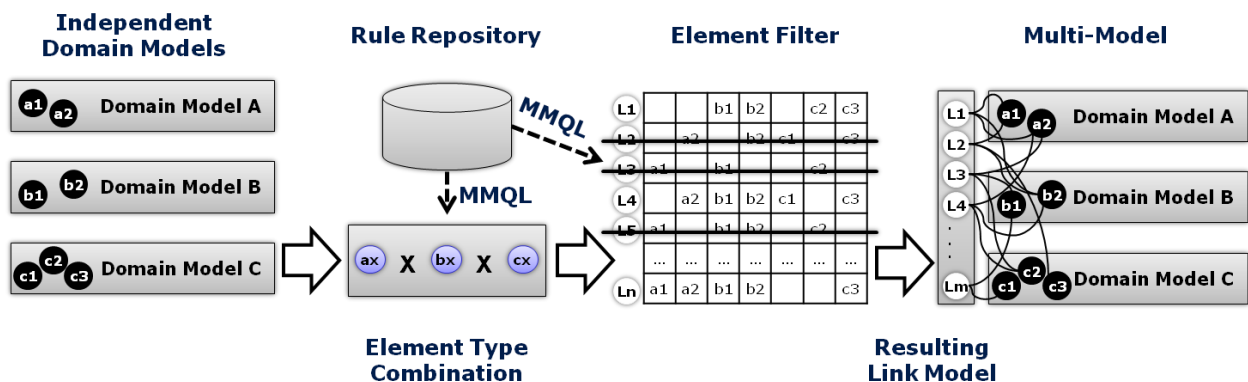 Independent
Domain Models
Rule Repository
Element Filter
Multi-Model
a1
a2
Domain Model A
b1
b2
Domain Model B
c1
c2
c3
Domain Model C
MMQL
MMQL
ax X bx X cx
Element Type
Combination
L1 b1 b2 c2 c3
L2 a2 b2 c1 c3
L3 a1 b1 c2
L4 a2 b1 b2 c1 c3
L5 a1 b1 b2 c2
... ... ... ... ... ... ...
Ln a1 a2 b1 b2 c3
Resulting
Link Model
L1
L2
L3
L4
.
.
.
.
Lm
a1
a2
Domain Model A
b1
b2
Domain Model B
c1
c2
c3
Domain Model C